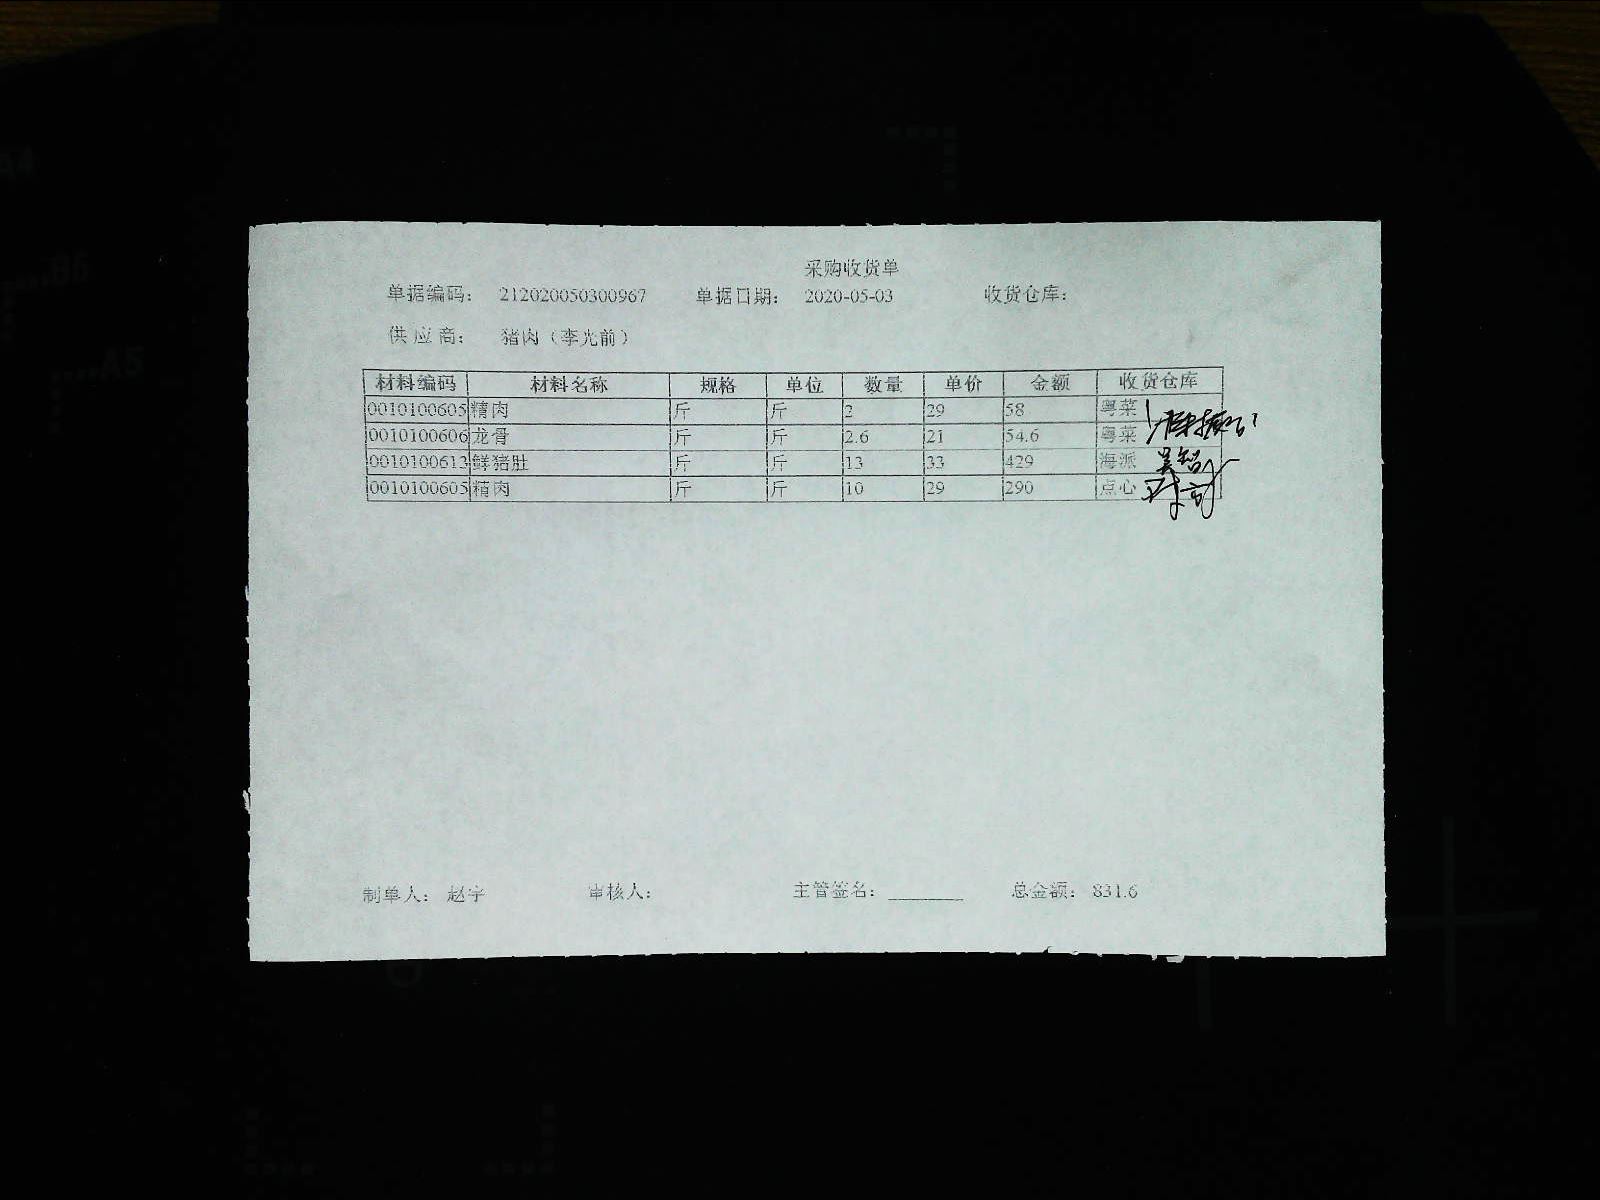 采购收货单
单据编码： 212020050300967 单据日期： 2020-05-03 收货仓库：
供应商： 猪肉（李光前）
材料编码 材料名称 规格 单位 数量 单价 金额 收货仓库
0010100605 精肉 斤 斤 2 29 58 粤菜
0010100606 龙骨 斤 斤 2.6 21 54.6 粤菜
0010100613 鲜猪肚 斤 斤 13 33 429 海派
0010100605 精肉 斤 斤 10 29 290 点心
制单人： 赵宇 审核人： 主管签名： 总金额： 831.6
A4
B5
A5